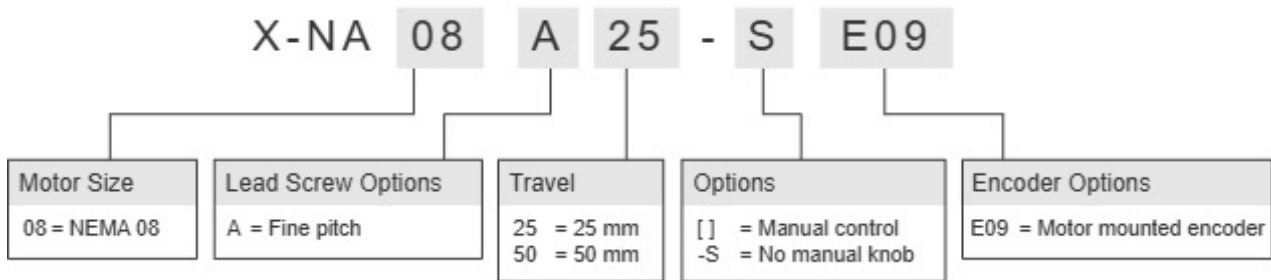 X-NA 08 A 25 - S E09
Motor Size
08 = NEMA 08
Lead Screw Options
A = Fine pitch
Travel
25 = 25 mm
50 = 50 mm
Options
[ ] = Manual control
-S = No manual knob
Encoder Options
E09 = Motor mounted encoder